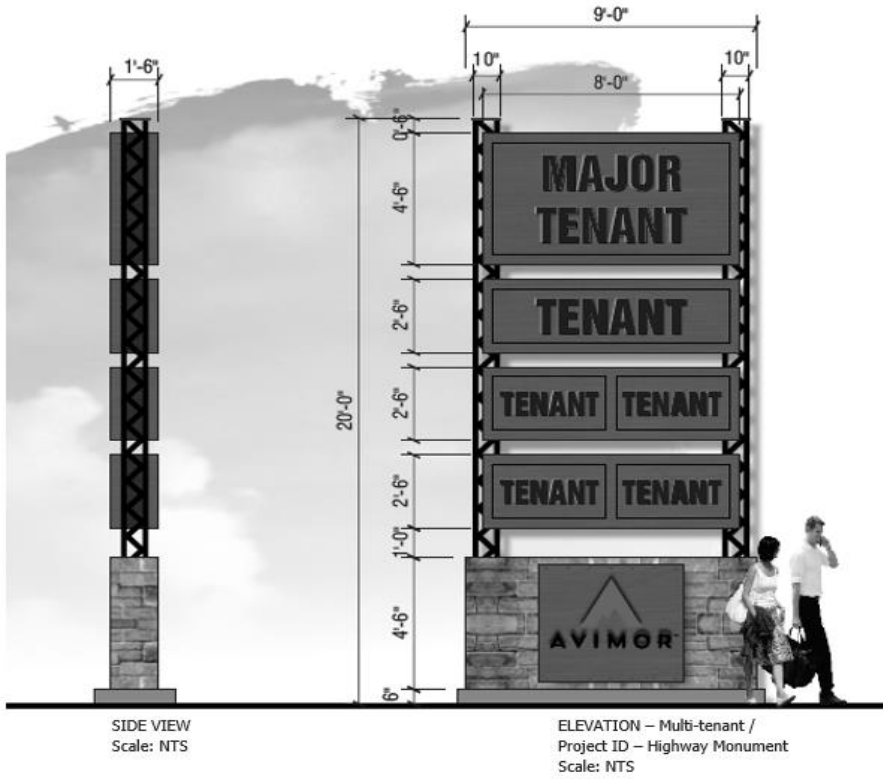 9'-0"
1'-6"
10"
10"
8'-0"
0'-6"
MAJOR
TENANT
4'-6"
2'-6"
TENANT
20'-0"
2'-6"
TENANT TENANT
2'-6"
TENANT TENANT
1'-0"
4'-6"
AVIMOR™
6"
SIDE VIEW
Scale: NTS
ELEVATION – Multi-tenant /
Project ID – Highway Monument
Scale: NTS